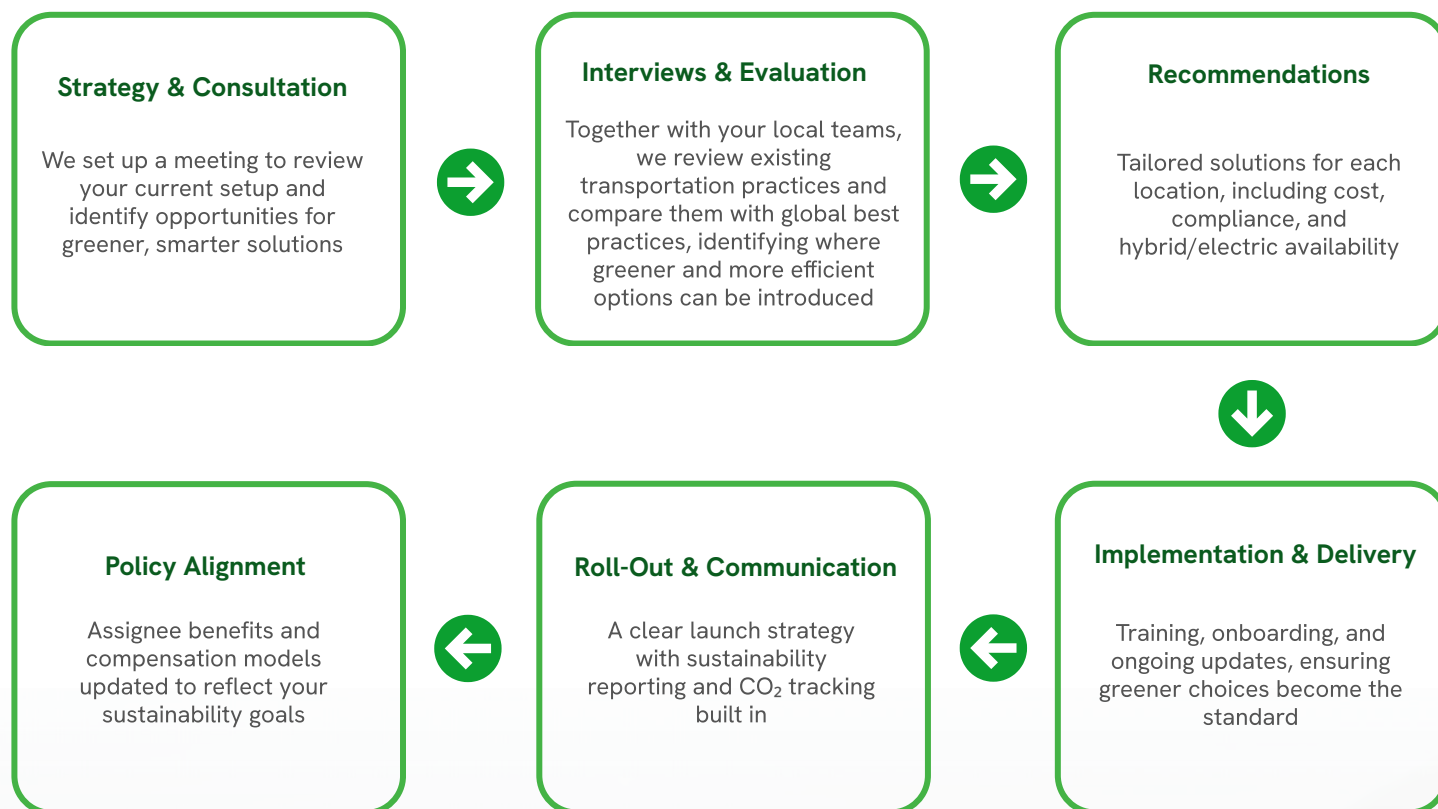 Strategy & Consultation
We set up a meeting to review
your current setup and
identify opportunities for
greener, smarter solutions
Interviews & Evaluation
Together with your local teams,
we review existing
transportation practices and
compare them with global best
practices, identifying where
greener and more efficient
options can be introduced
Recommendations
Tailored solutions for each
location, including cost,
compliance, and
hybrid/electric availability
Implementation & Delivery
Training, onboarding, and
ongoing updates, ensuring
greener choices become the
standard
Roll-Out & Communication
A clear launch strategy
with sustainability
reporting and CO₂ tracking
built in
Policy Alignment
Assignee benefits and
compensation models
updated to reflect your
sustainability goals